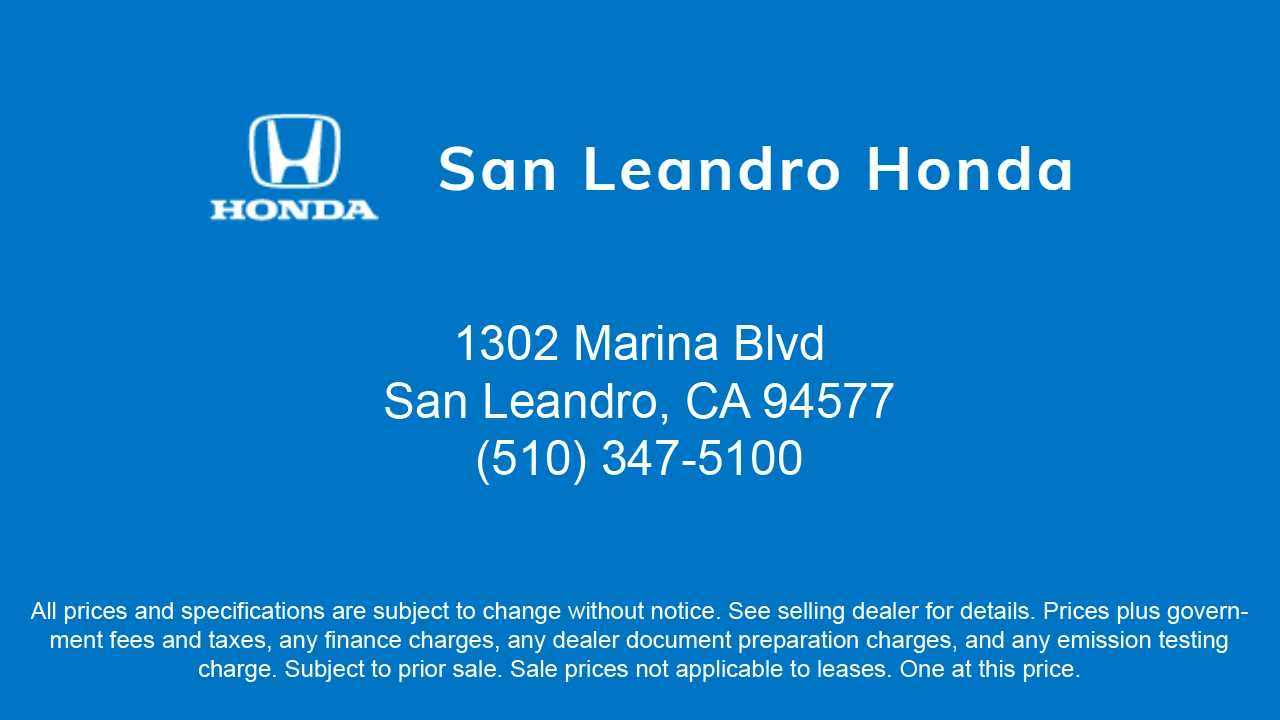 HONDA
San Leandro Honda
1302 Marina Blvd
San Leandro, CA 94577
(510) 347-5100
All prices and specifications are subject to change without notice. See selling dealer for details. Prices plus govern-
ment fees and taxes, any finance charges, any dealer document preparation charges, and any emission testing
charge. Subject to prior sale. Sale prices not applicable to leases. One at this price.